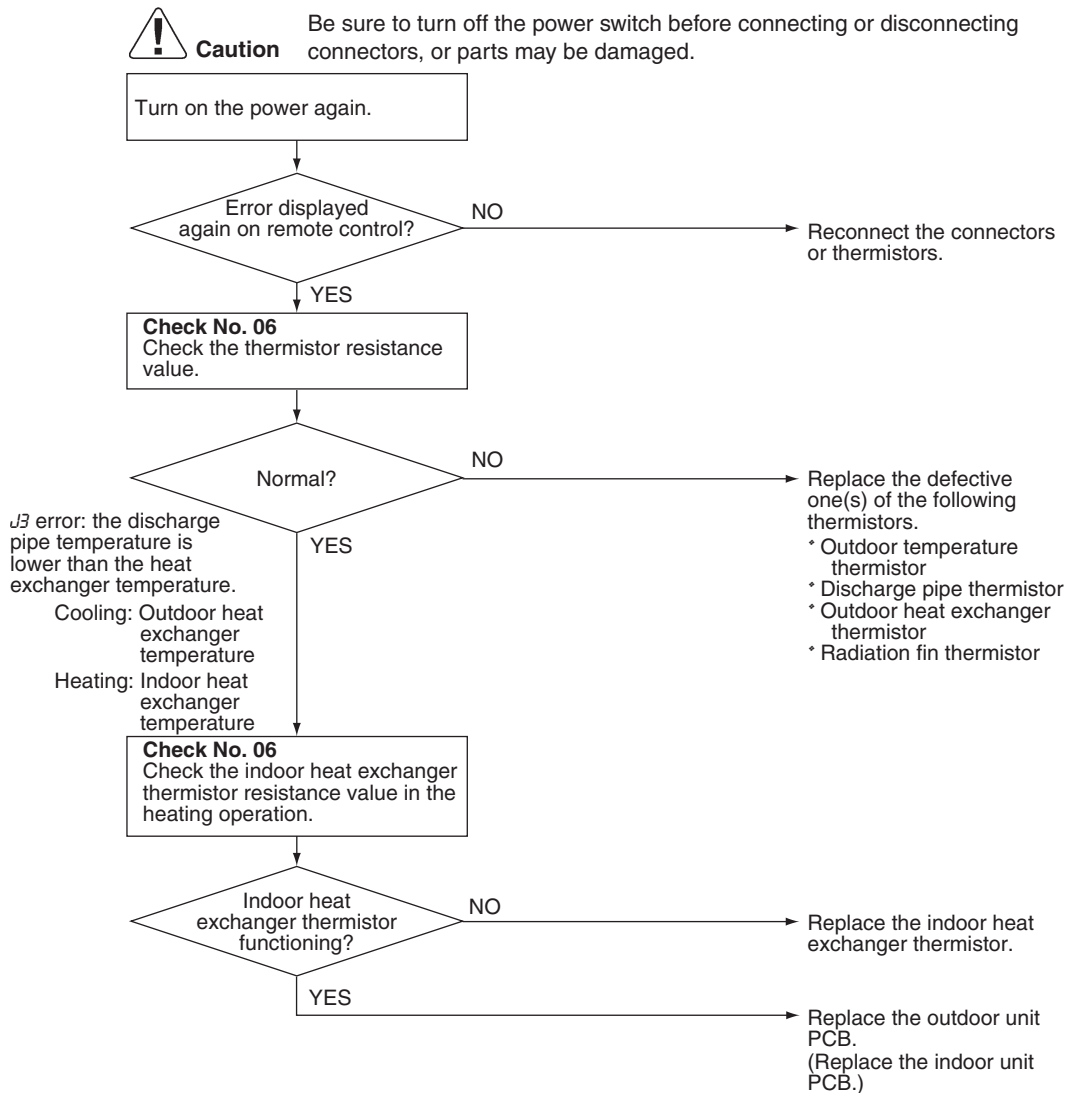 Caution
Be sure to turn off the power switch before connecting or disconnecting
connectors, or parts may be damaged.
Turn on the power again.
Error displayed
again on remote control?
NO
Reconnect the connectors
or thermistors.
YES
Check No. 06
Check the thermistor resistance
value.
Normal?
NO
Replace the defective
one(s) of the following
thermistors.
* Outdoor temperature
thermistor
* Discharge pipe thermistor
* Outdoor heat exchanger
thermistor
* Radiation fin thermistor
YES
J3 error: the discharge
pipe temperature is
lower than the heat
exchanger temperature.
Cooling: Outdoor heat
exchanger
temperature
Heating: Indoor heat
exchanger
temperature
Check No. 06
Check the indoor heat exchanger
thermistor resistance value in the
heating operation.
Indoor heat
exchanger thermistor
functioning?
NO
Replace the indoor heat
exchanger thermistor.
YES
Replace the outdoor unit
PCB.
(Replace the indoor unit
PCB.)